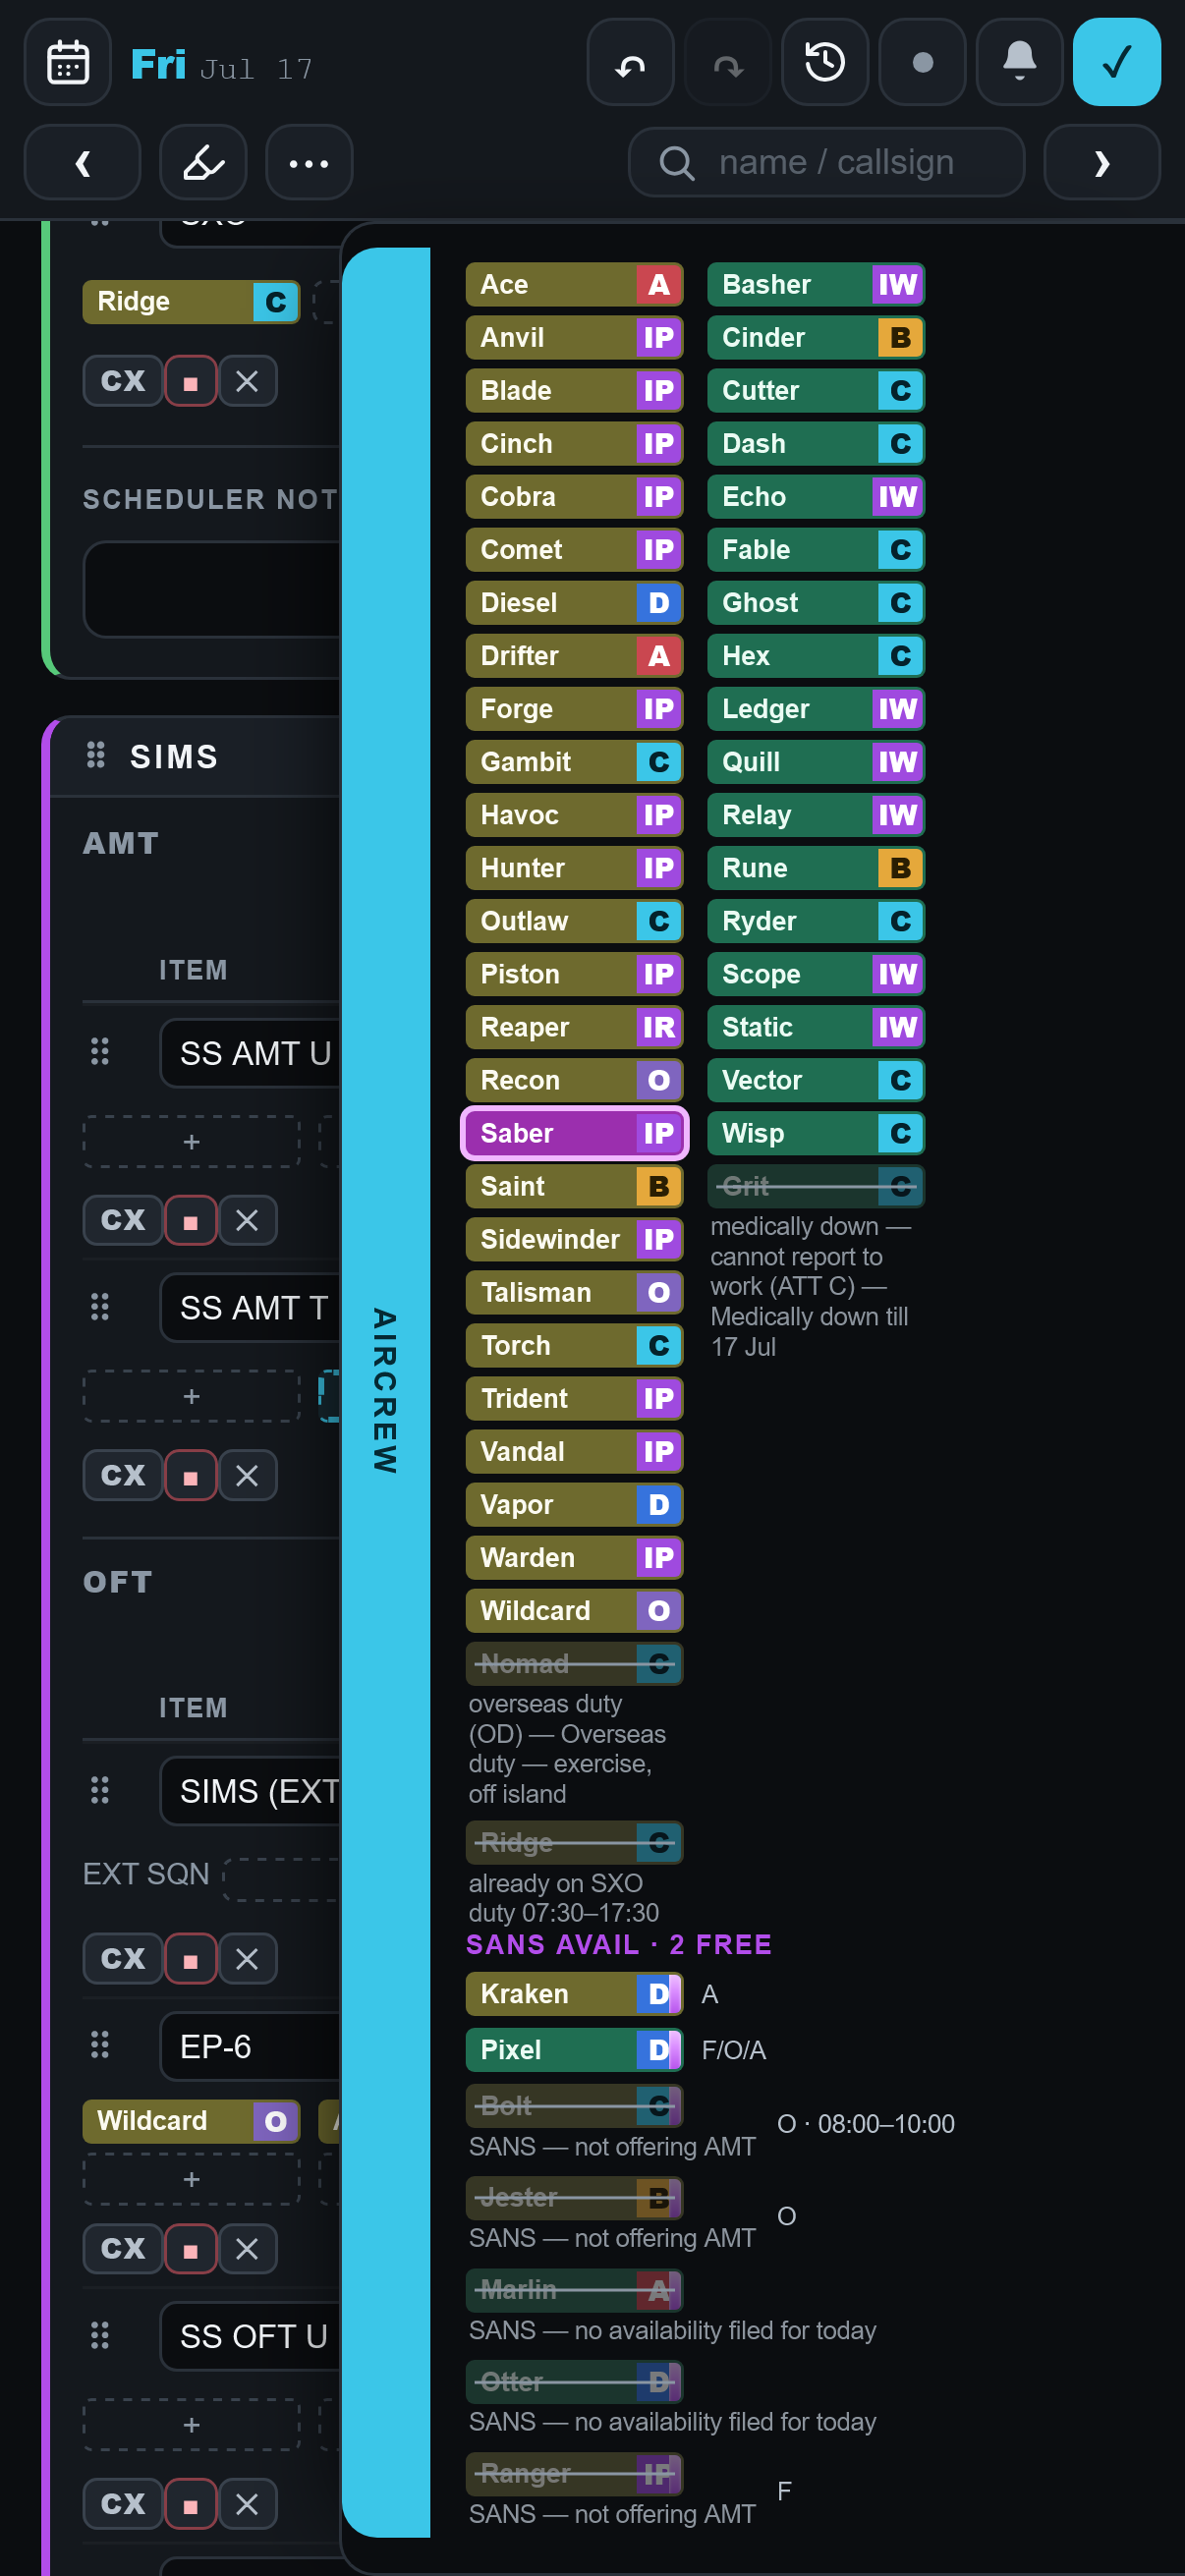 Fri Jul 17
name / callsign
Ridge C
CX
SCHEDULER NOT
SIMS
AMT
ITEM
SS AMT U
+
CX
SS AMT T
+
CX
OFT
ITEM
SIMS (EXT
EXT SQN
CX
EP-6
Wildcard O
+
CX
SS OFT U
+
CX
AIRCREW
Ace A
Anvil IP
Blade IP
Cinch IP
Cobra IP
Comet IP
Diesel D
Drifter A
Forge IP
Gambit C
Havoc IP
Hunter IP
Outlaw C
Piston IP
Reaper IR
Recon O
Saber IP
Saint B
Sidewinder IP
Talisman O
Torch C
Trident IP
Vandal IP
Vapor D
Warden IP
Wildcard O
Nomad C
overseas duty
(OD) — Overseas
duty — exercise,
off island
Ridge C
already on SXO
duty 07:30–17:30
Basher IW
Cinder B
Cutter C
Dash C
Echo IW
Fable C
Ghost C
Hex C
Ledger IW
Quill IW
Relay IW
Rune B
Ryder C
Scope IW
Static IW
Vector C
Wisp C
Grit C
medically down —
cannot report to
work (ATT C) —
Medically down till
17 Jul
SANS AVAIL · 2 FREE
Kraken D A
Pixel D F/O/A
Bolt C
SANS — not offering AMT
O · 08:00–10:00
Jester B
SANS — not offering AMT
O
Marlin A
SANS — no availability filed for today
Otter D
SANS — no availability filed for today
Ranger IP
SANS — not offering AMT
F